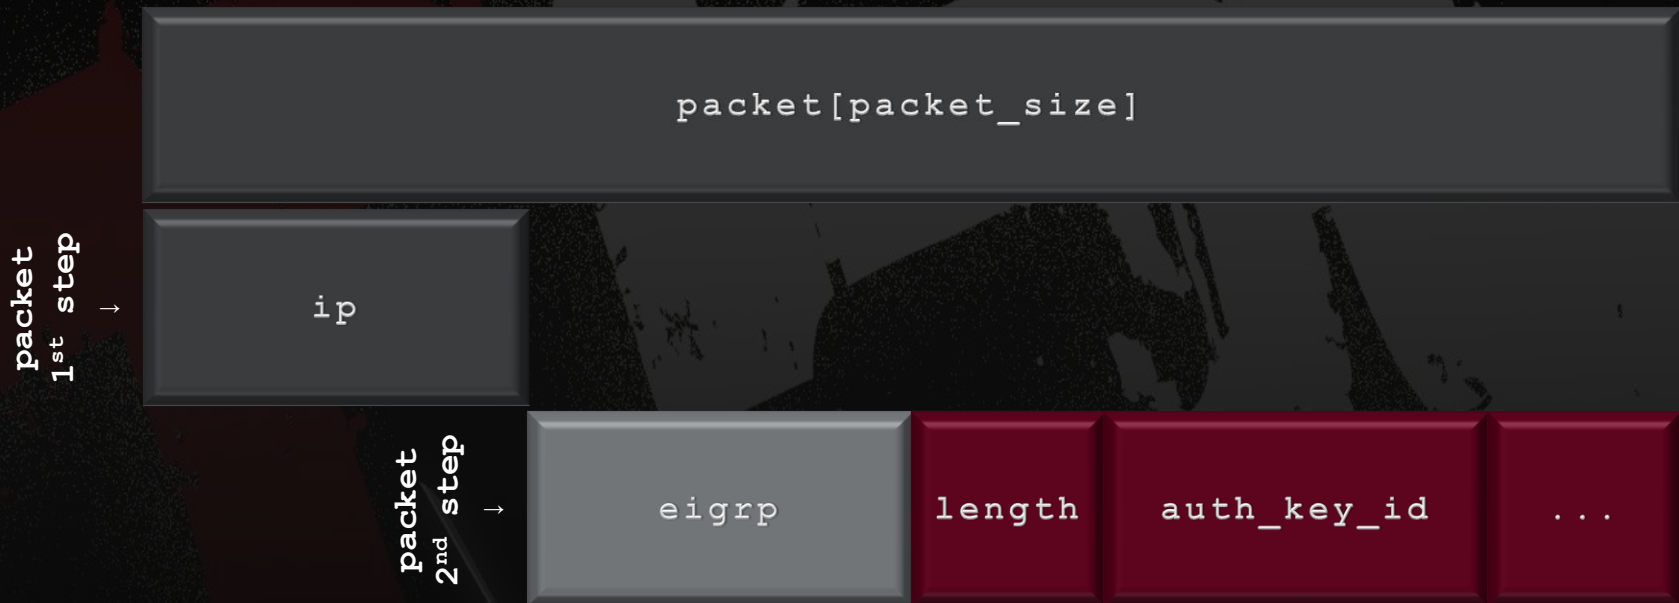 packet[packet_size]
packet
1st step
→
ip
packet
2nd step
→
eigrp
length
auth_key_id
...